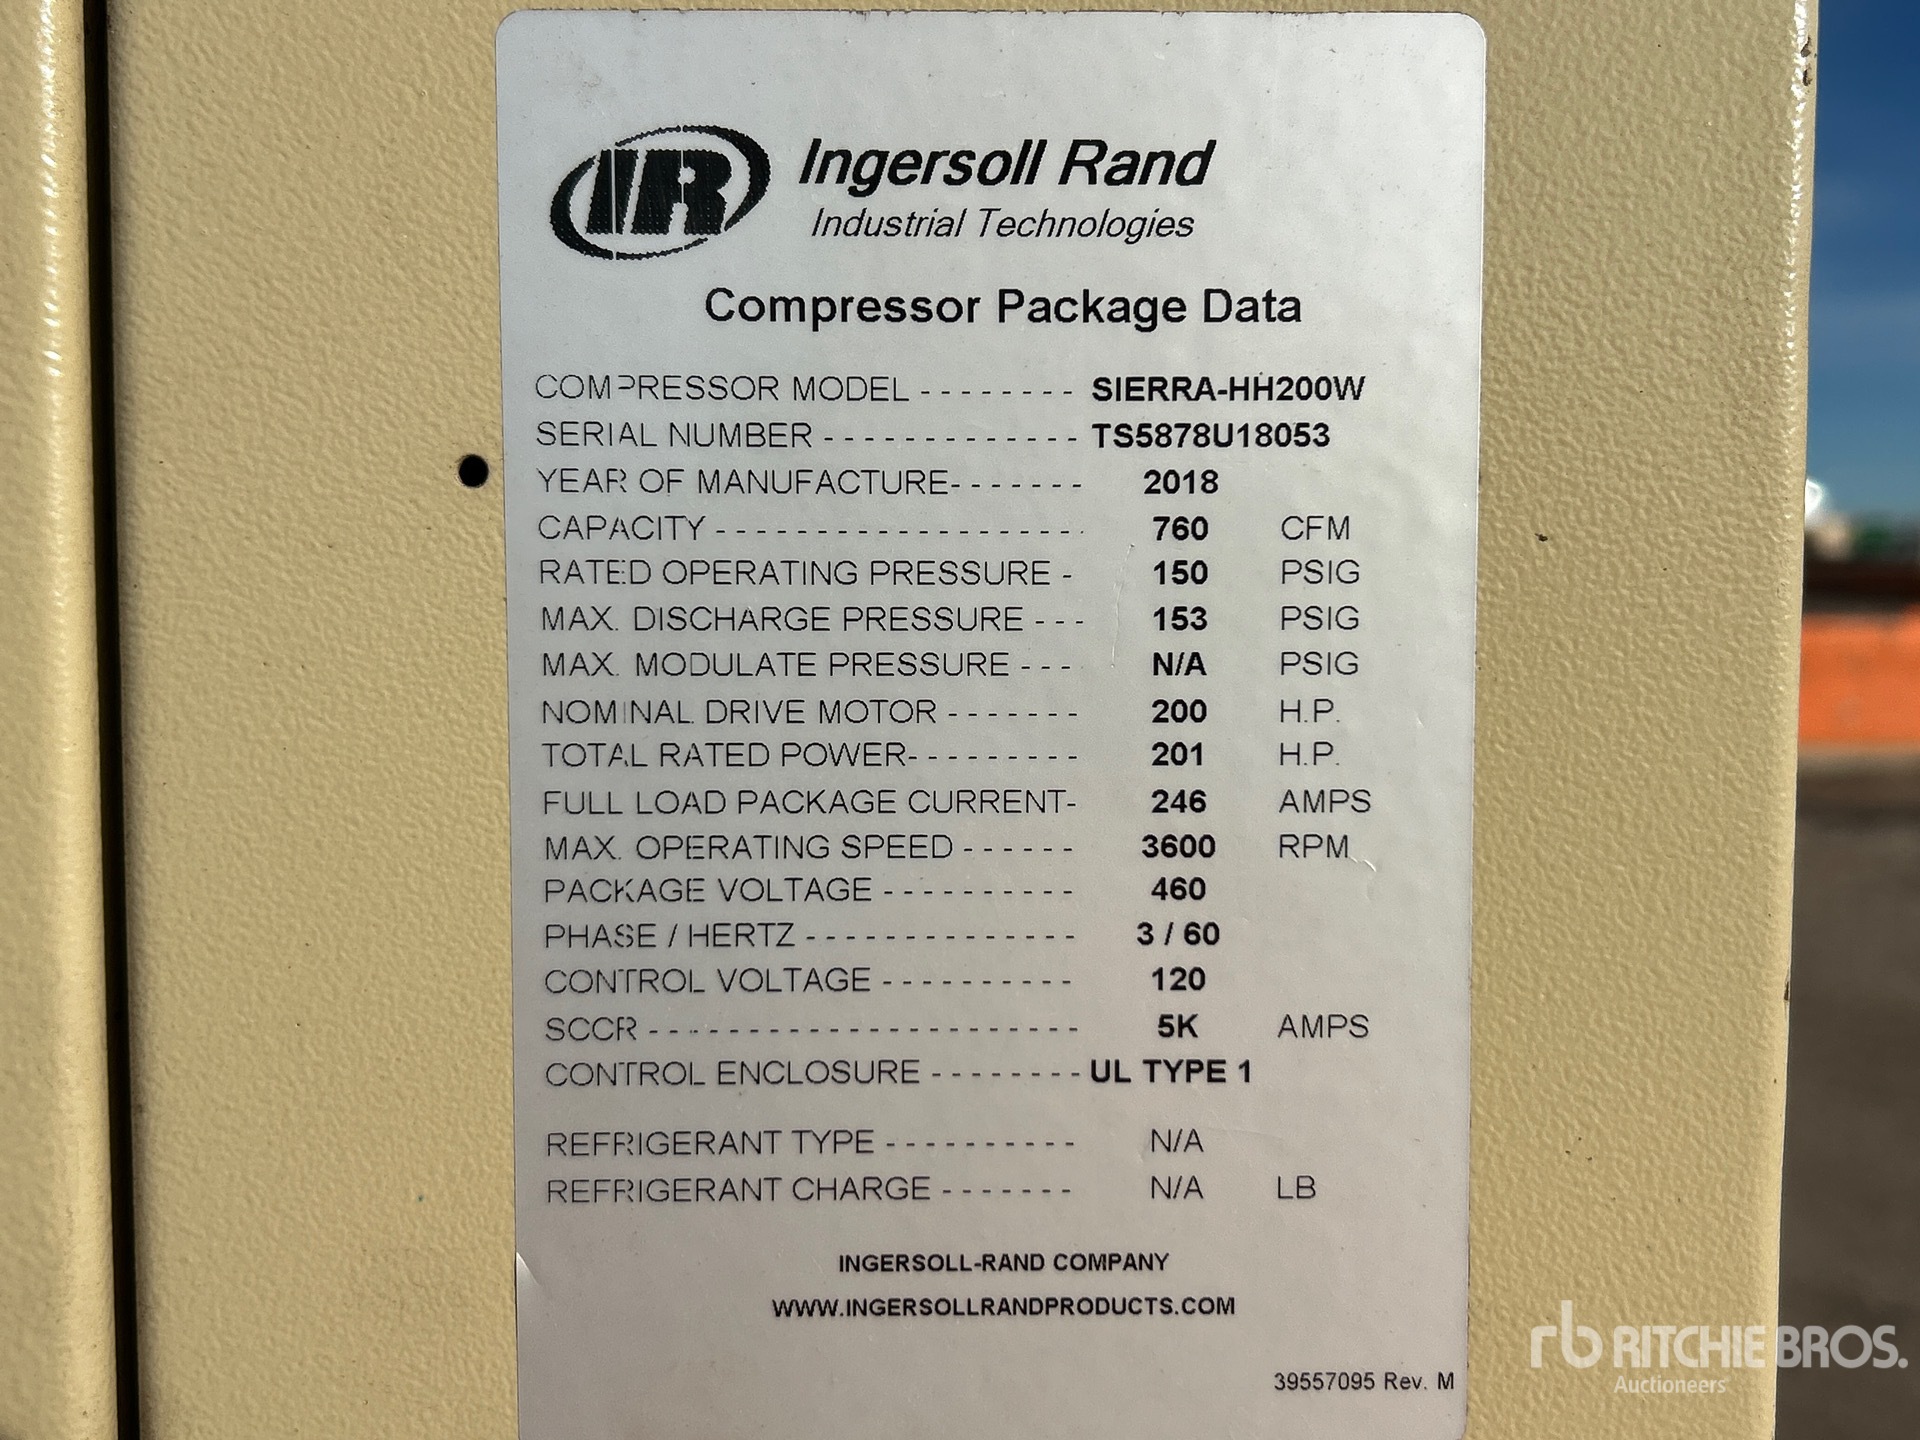 IR Ingersoll Rand
Industrial Technologies
Compressor Package Data
COMPRESSOR MODEL - - - - - - - - SIERRA-HH200W
SERIAL NUMBER - - - - - - - - - - - - - TS5878U18053
YEAR OF MANUFACTURE- - - - - - - 2018
CAPACITY - - - - - - - - - - - - - - - - - - - 760 CFM
RATED OPERATING PRESSURE - 150 PSIG
MAX. DISCHARGE PRESSURE - - - 153 PSIG
MAX. MODULATE PRESSURE - - - N/A PSIG
NOMINAL DRIVE MOTOR - - - - - - - 200 H.P.
TOTAL RATED POWER- - - - - - - - - 201 H.P.
FULL LOAD PACKAGE CURRENT- 246 AMPS
MAX. OPERATING SPEED - - - - - - 3600 RPM
PACKAGE VOLTAGE - - - - - - - - - - 460
PHASE / HERTZ - - - - - - - - - - - - - - 3 / 60
CONTROL VOLTAGE - - - - - - - - - - 120
SCCR - - - - - - - - - - - - - - - - - - - - - - 5K AMPS
CONTROL ENCLOSURE - - - - - - - - UL TYPE 1
REFRIGERANT TYPE - - - - - - - - - - N/A
REFRIGERANT CHARGE - - - - - - - N/A LB
INGERSOLL-RAND COMPANY
WWW.INGERSOLLRANDPRODUCTS.COM
39557095 Rev. M
rb RITCHIE BROS.
Auctioneers